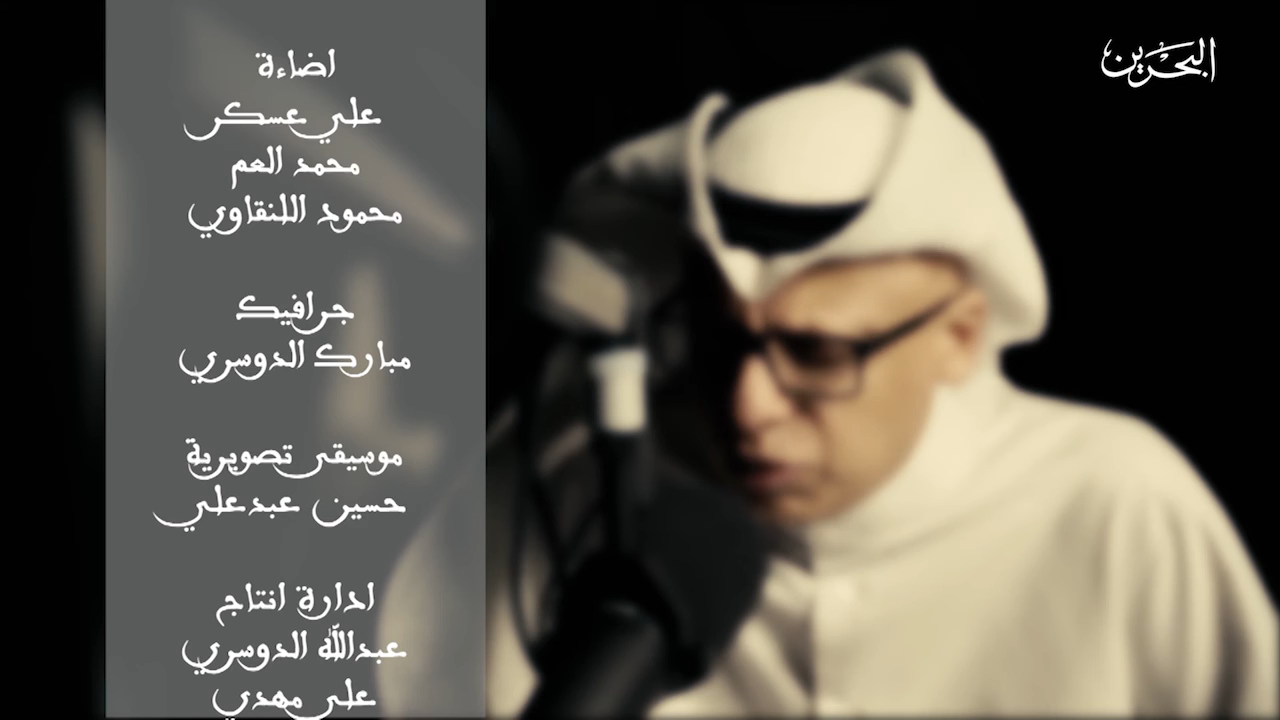 البحرين
اضاءة
علي عسكر
محمد العم
محمود اللنقاوي
جرافيك
مبارك الدوسري
موسيقى تصويرية
حسين عبدعلي
ادارة انتاج
عبدالله الدوسري
علي مهدي